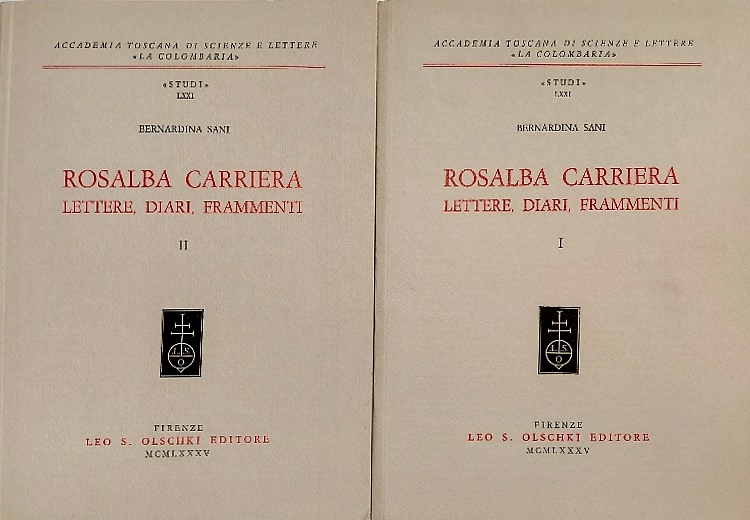 ACCADEMIA TOSCANA DI SCIENZE E LETTERE
«LA COLOMBARIA»
«STUDI»
LXXI
BERNARDINA SANI
ROSALBA CARRIERA
LETTERE, DIARI, FRAMMENTI
II
L S
O
FIRENZE
LEO S. OLSCHKI EDITORE
MCMLXXXV
ACCADEMIA TOSCANA DI SCIENZE E LETTERE
«LA COLOMBARIA»
«STUDI»
LXXI
BERNARDINA SANI
ROSALBA CARRIERA
LETTERE, DIARI, FRAMMENTI
I
L S
O
FIRENZE
LEO S. OLSCHKI EDITORE
MCMLXXXV